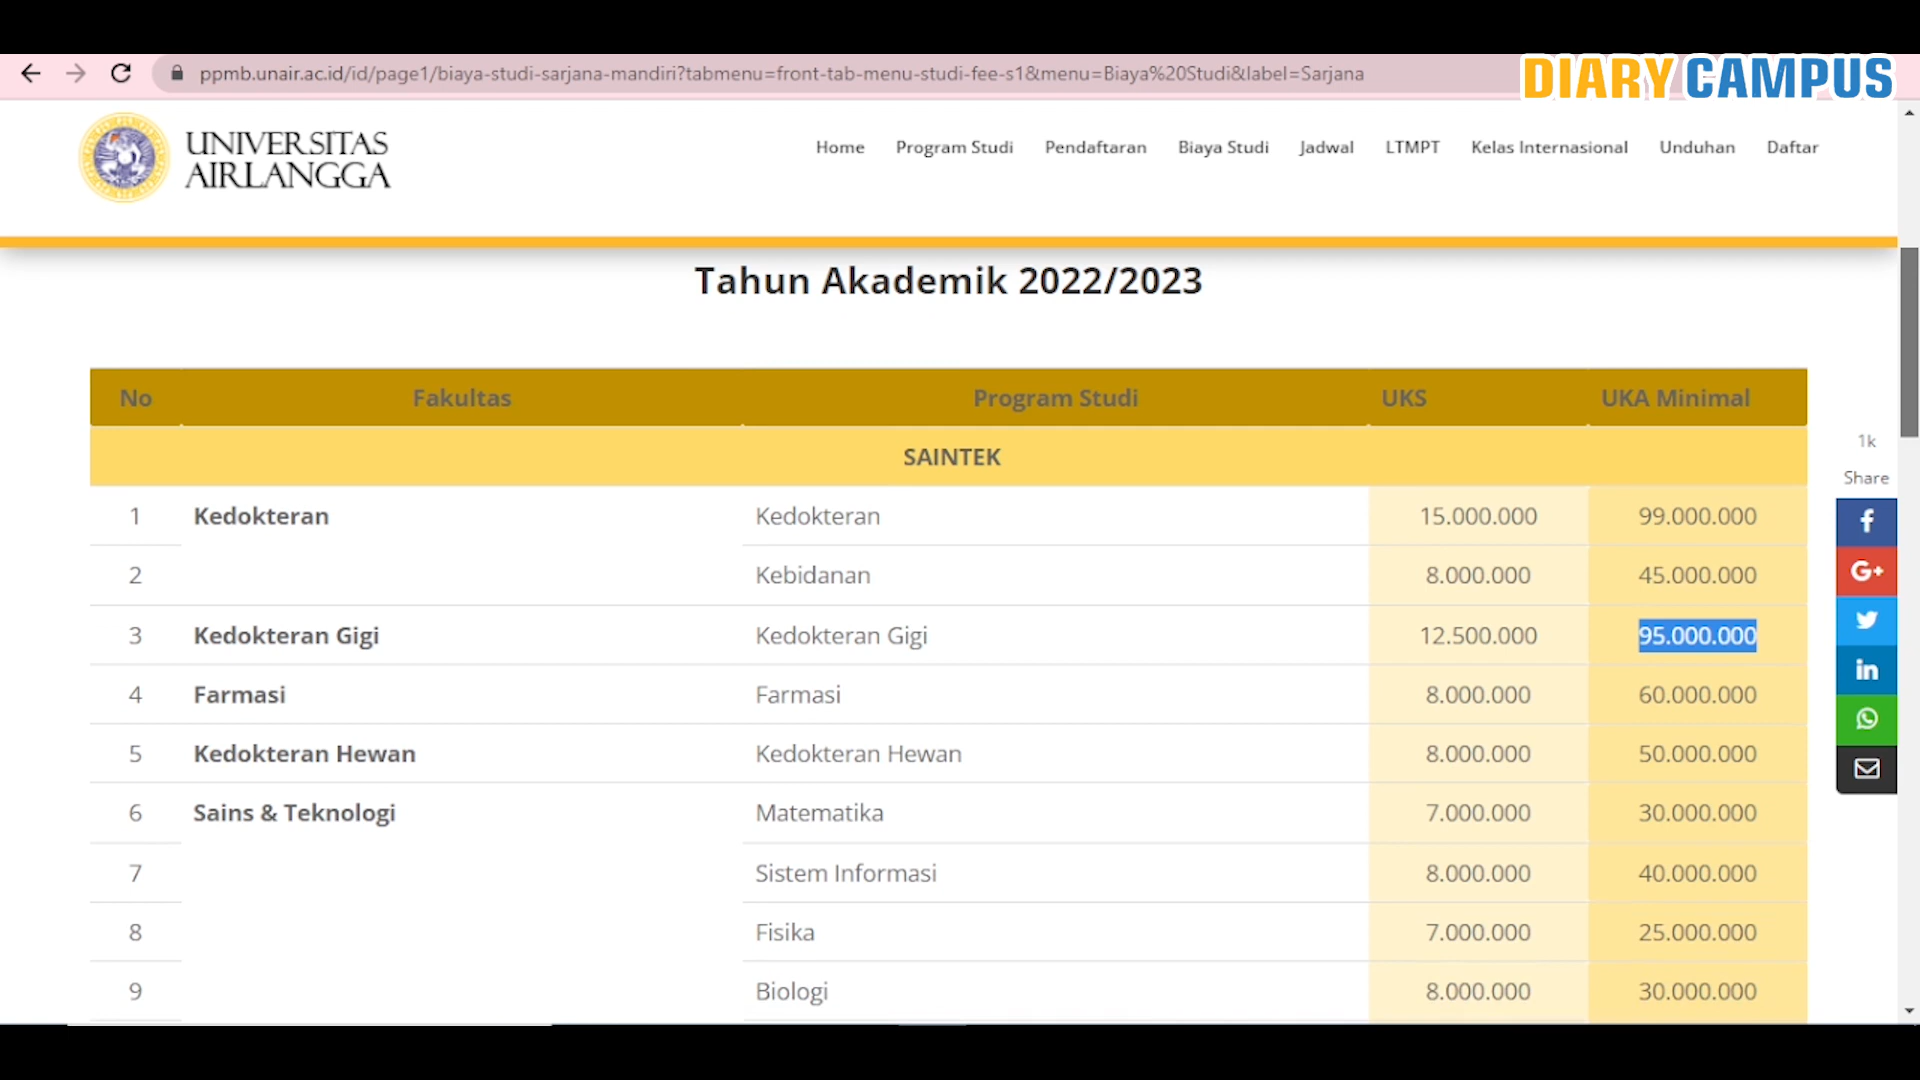 ppmb.unair.ac.id/id/page1/biaya-studi-sarjana-mandiri?tabmenu=front-tab-menu-studi-fee-s1&menu=Biaya%20Studi&label=Sarjana
DIARY CAMPUS
UNIVERSITAS
AIRLANGGA
Home Program Studi Pendaftaran Biaya Studi Jadwal LTMPT Kelas Internasional Unduhan Daftar
Tahun Akademik 2022/2023
No Fakultas Program Studi UKS UKA Minimal
SAINTEK
1 Kedokteran Kedokteran 15.000.000 99.000.000
2 Kebidanan 8.000.000 45.000.000
3 Kedokteran Gigi Kedokteran Gigi 12.500.000 95.000.000
4 Farmasi Farmasi 8.000.000 60.000.000
5 Kedokteran Hewan Kedokteran Hewan 8.000.000 50.000.000
6 Sains & Teknologi Matematika 7.000.000 30.000.000
7 Sistem Informasi 8.000.000 40.000.000
8 Fisika 7.000.000 25.000.000
9 Biologi 8.000.000 30.000.000
1k
Share
f
G+
in